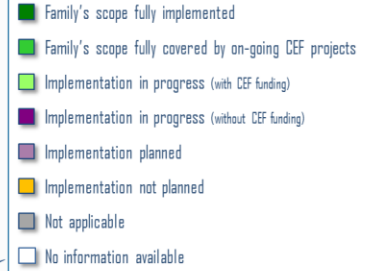 Family's scope fully implemented
Family's scope fully covered by on-going CEF projects
Implementation in progress (with CEF funding)
Implementation in progress (without CEF funding)
Implementation planned
Implementation not planned
Not applicable
No information available